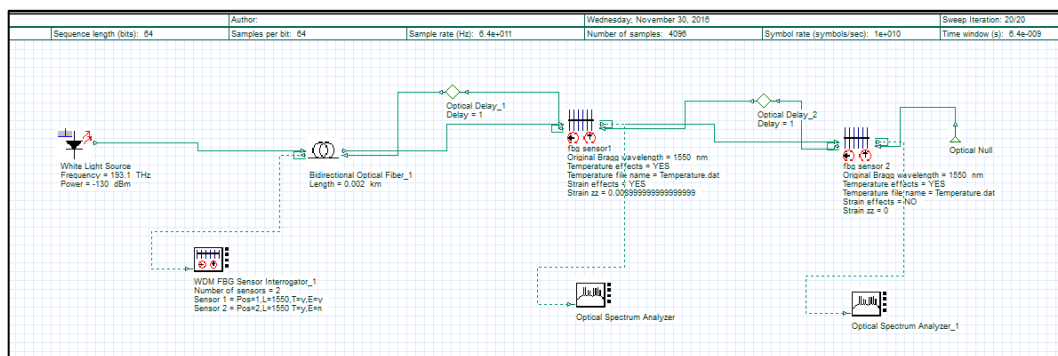 Author:
Wednesday, November 30, 2016
Sweep Iteration: 20/20
Sequence length (bits): 64
Samples per bit: 64
Sample rate (Hz): 6.4e+011
Number of samples: 4096
Symbol rate (symbols/sec): 1e+010
Time window (s): 6.4e-009
Optical Delay_1
Delay = 1
Optical Delay_2
Delay = 1
White Light Source
Frequency = 193.1 THz
Power = -130 dBm
Bidirectional Optical Fiber_1
Length = 0.002 km
fbg sensor1
Original Bragg wavelength = 1550 nm
Temperature effects = YES
Temperature file name = Temperature.dat
Strain effects = YES
Strain zz =
fbg sensor 2
Original Bragg wavelength = 1550 nm
Temperature effects = YES
Temperature file name = Temperature.dat
Strain effects = NO
Strain zz = 0
Optical Null
WDM FBG Sensor Interrogator_1
Number of sensors = 2
Sensor 1 = Pos=1,L=1550,T=y,E=y
Sensor 2 = Pos=2,L=1550 T=y,E=n
Optical Spectrum Analyzer
Optical Spectrum Analyzer_1